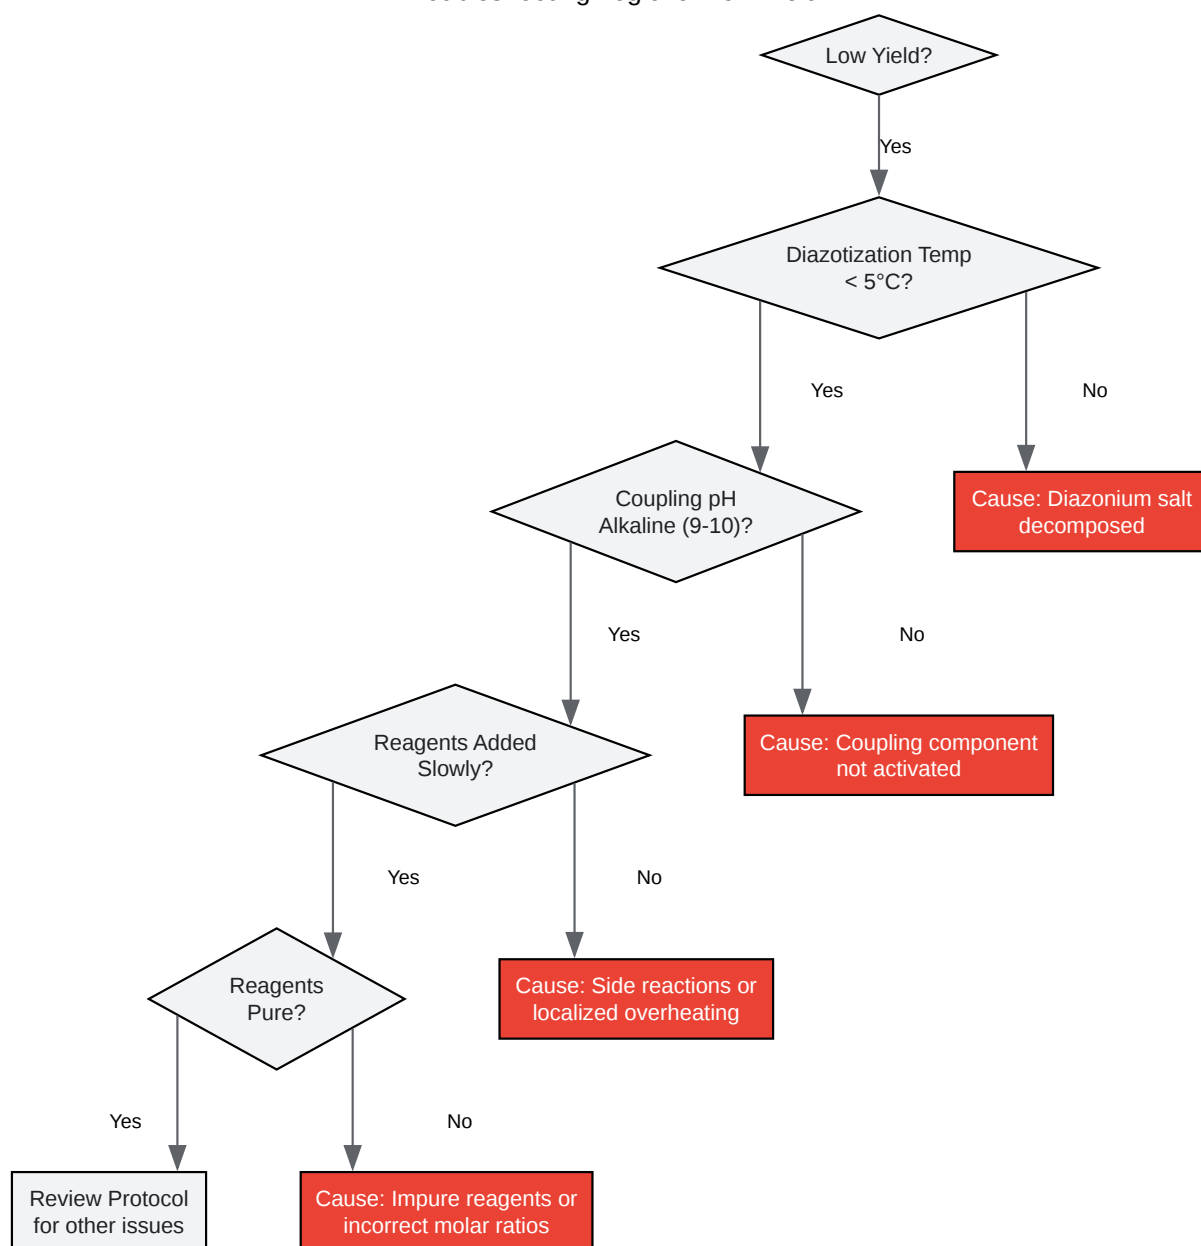 Low Yield?
Yes
Diazotization Temp
< 5°C?
Yes
No
Coupling pH
Alkaline (9-10)?
Cause: Diazonium salt
decomposed
Yes
No
Reagents Added
Slowly?
Cause: Coupling component
not activated
Yes
No
Reagents
Pure?
Cause: Side reactions or
localized overheating
Yes
No
Review Protocol
for other issues
Cause: Impure reagents or
incorrect molar ratios